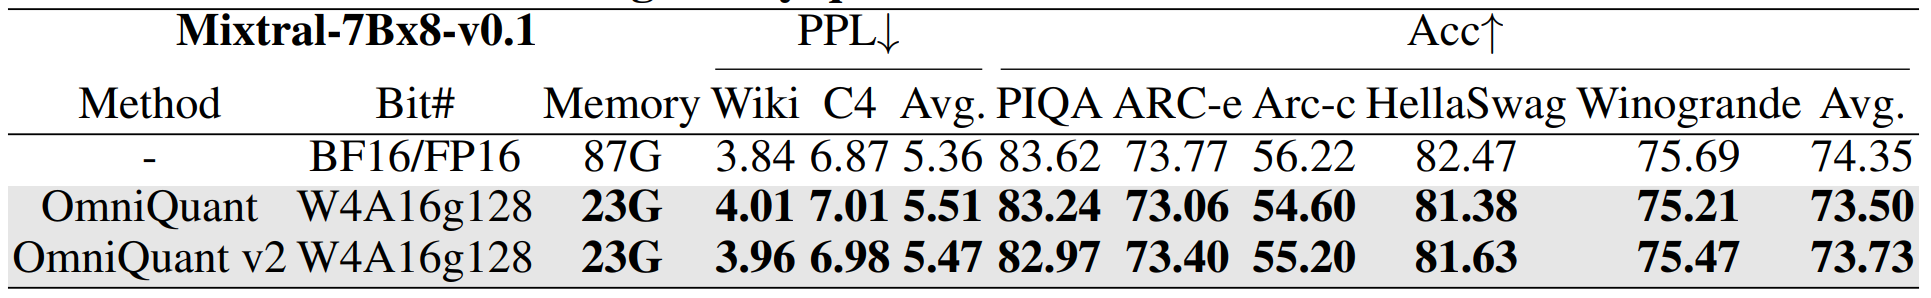 Mixtral-7Bx8-v0.1 PPL↓ Acc↑
Method Bit# Memory Wiki C4 Avg. PIQA ARC-e Arc-c HellaSwag Winogrande Avg.
- BF16/FP16 87G 3.84 6.87 5.36 83.62 73.77 56.22 82.47 75.69 74.35
OmniQuant W4A16g128 23G 4.01 7.01 5.51 83.24 73.06 54.60 81.38 75.21 73.50
OmniQuant v2 W4A16g128 23G 3.96 6.98 5.47 82.97 73.40 55.20 81.63 75.47 73.73